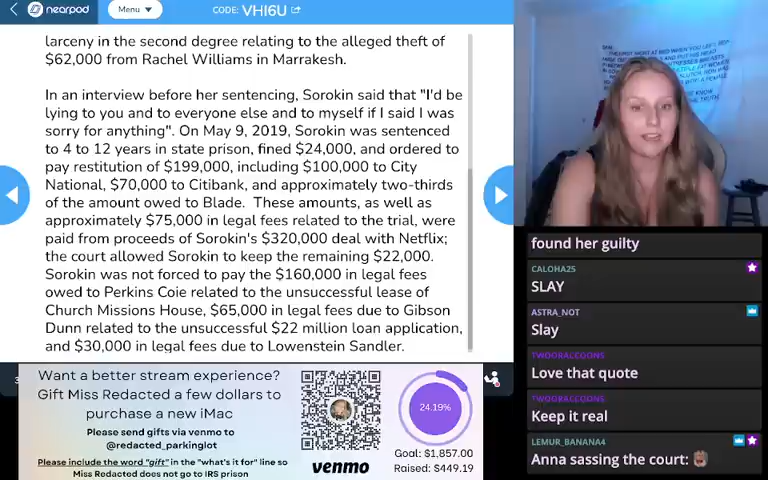 nearpod
Menu
CODE: VHI6U
larceny in the second degree relating to the alleged theft of
$62,000 from Rachel Williams in Marrakesh.
In an interview before her sentencing, Sorokin said that "I'd be
lying to you and to everyone else and to myself if I said I was
sorry for anything". On May 9, 2019, Sorokin was sentenced
to 4 to 12 years in state prison, fined $24,000, and ordered to
pay restitution of $199,000, including $100,000 to City
National, $70,000 to Citibank, and approximately two-thirds
of the amount owed to Blade. These amounts, as well as
approximately $75,000 in legal fees related to the trial, were
paid from proceeds of Sorokin's $320,000 deal with Netflix;
the court allowed Sorokin to keep the remaining $22,000.
Sorokin was not forced to pay the $160,000 in legal fees
owed to Perkins Coie related to the unsuccessful lease of
Church Missions House, $65,000 in legal fees due to Gibson
Dunn related to the unsuccessful $22 million loan application,
and $30,000 in legal fees due to Lowenstein Sandler.
Want a better stream experience?
Gift Miss Redacted a few dollars to
purchase a new iMac
Please send gifts via venmo to
@redacted_parkinglot
Please include the word "gift" in the "what's it for" line so
Miss Redacted does not go to IRS prison
venmo
24.19%
Goal: $1,857.00
Raised: $449.19
found her guilty
CALOHA25
SLAY
ASTRA_NOT
Slay
TWORACCOONS
Love that quote
TWORACCOONS
Keep it real
LEMUR_BANANA4
Anna sassing the court: